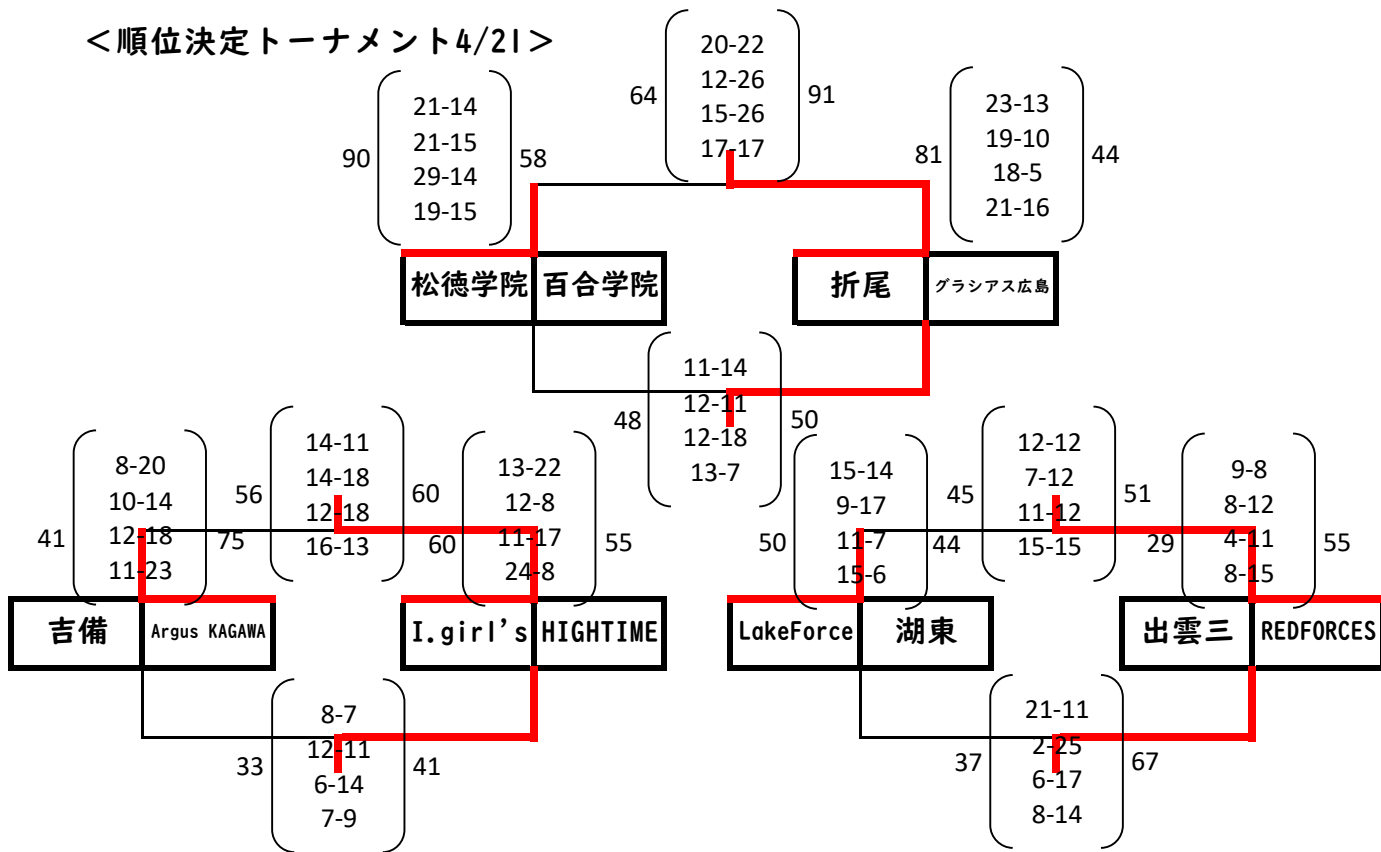 ＜順位決定トーナメント4/21＞
20-22
12-26
64 15-26 91
17-17
21-14
21-15
90 29-14 58
19-15
23-13
19-10
81 18-5 44
21-16
松徳学院 百合学院 折尾 グラシアス広島
11-14
12-11
48 12-18 50
13-7
8-20
10-14
41 12-18 75
11-23
14-11
56 14-18 60
12-18
16-13
13-22
12-8
60 11-17 55
24-8
15-14
9-17
50 11-7 44
15-6
12-12
45 7-12 51
11-12
15-15
9-8
8-12
29 4-11 55
8-15
吉備 Argus KAGAWA I.girl's HIGHTIME LakeForce 湖東 出雲三 REDFORCES
8-7
12-11
33 6-14 41
7-9
21-11
2-25
37 6-17 67
8-14